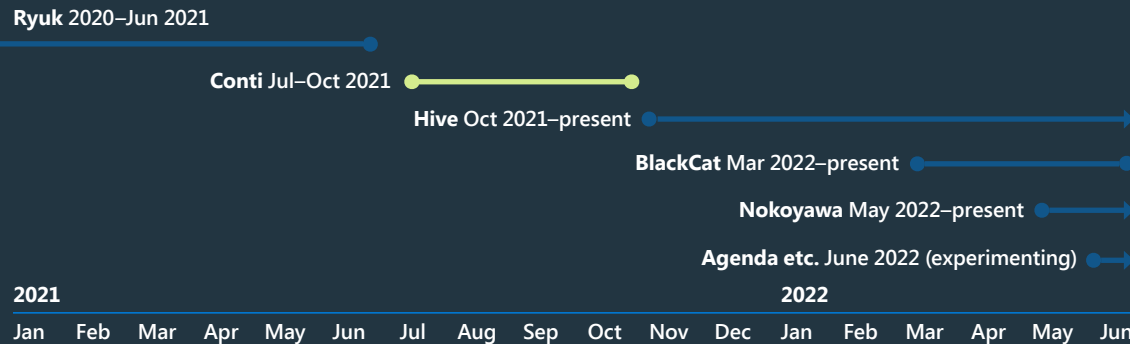 Ryuk 2020–Jun 2021
Conti Jul–Oct 2021
Hive Oct 2021–present
BlackCat Mar 2022–present
Nokoyawa May 2022–present
Agenda etc. June 2022 (experimenting)
2021 2022
Jan Feb Mar Apr May Jun Jul Aug Sep Oct Nov Dec Jan Feb Mar Apr May Jun